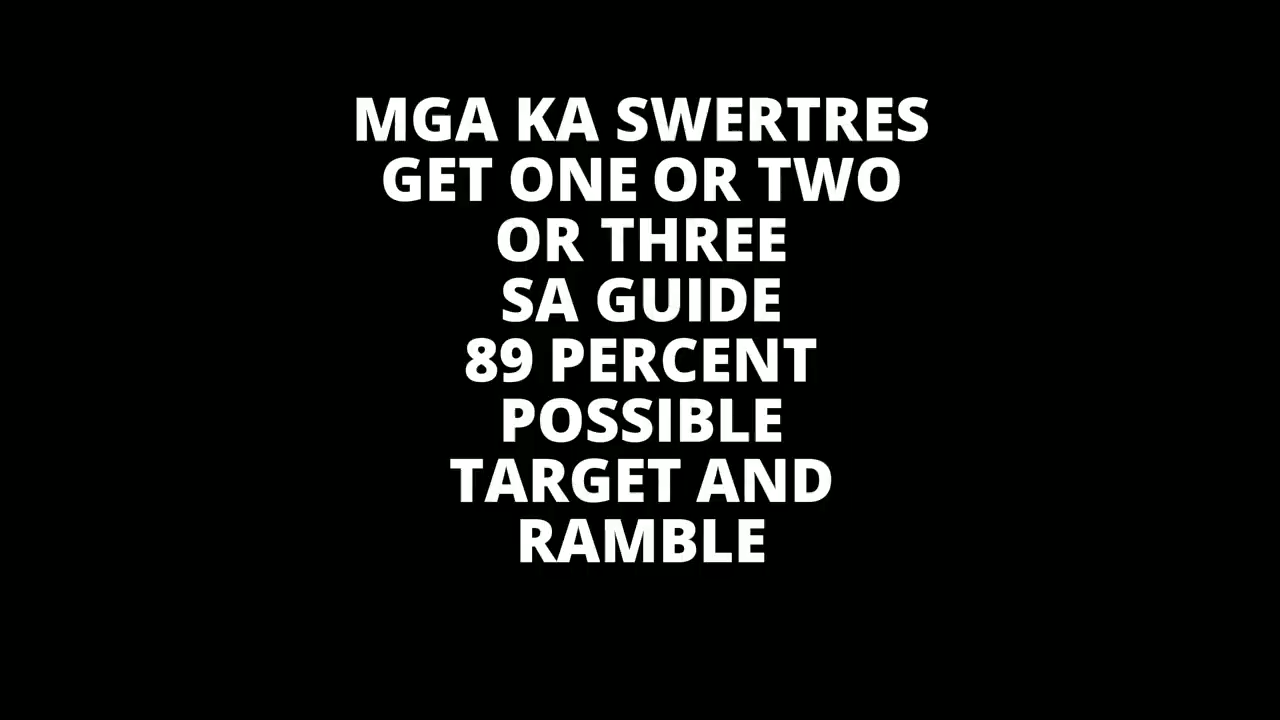 MGA KA SWERTRES
GET ONE OR TWO
OR THREE
SA GUIDE
89 PERCENT
POSSIBLE
TARGET AND
RAMBLE